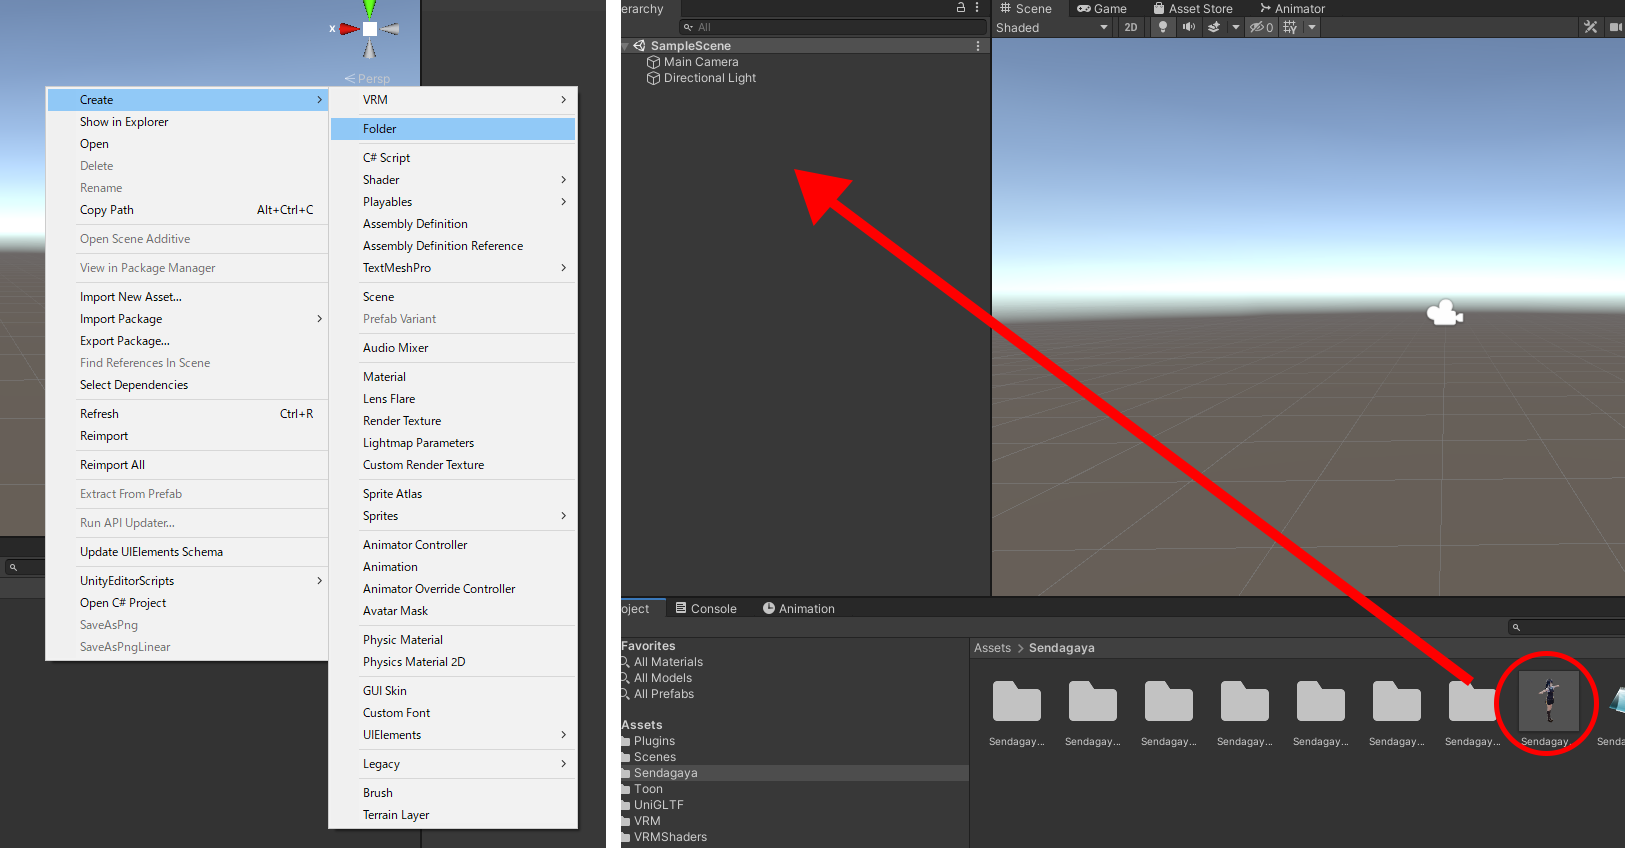 x
Persp
Create
Show in Explorer
Open
Delete
Rename
Copy Path Alt+Ctrl+C
Open Scene Additive
View in Package Manager
Import New Asset...
Import Package
Export Package...
Find References In Scene
Select Dependencies
Refresh Ctrl+R
Reimport
Reimport All
Extract From Prefab
Run API Updater...
Update UIElements Schema
UnityEditorScripts
Open C# Project
SaveAsPng
SaveAsPngLinear
VRM
Folder
C# Script
Shader
Playables
Assembly Definition
Assembly Definition Reference
TextMeshPro
Scene
Prefab Variant
Audio Mixer
Material
Lens Flare
Render Texture
Lightmap Parameters
Custom Render Texture
Sprite Atlas
Sprites
Animator Controller
Animation
Animator Override Controller
Avatar Mask
Physic Material
Physics Material 2D
GUI Skin
Custom Font
UIElements
Legacy
Brush
Terrain Layer
erarchy
All
SampleScene
Main Camera
Directional Light
Scene Game Asset Store Animator
Shaded 2D 0
oject Console Animation
Favorites
All Materials
All Models
All Prefabs
Assets
Plugins
Scenes
Sendagaya
Toon
UniGLTF
VRM
VRMShaders
Assets > Sendagaya
Sendagay... Sendagay... Sendagay... Sendagay... Sendagay... Sendagay... Sendagay... Sendagay... Senda